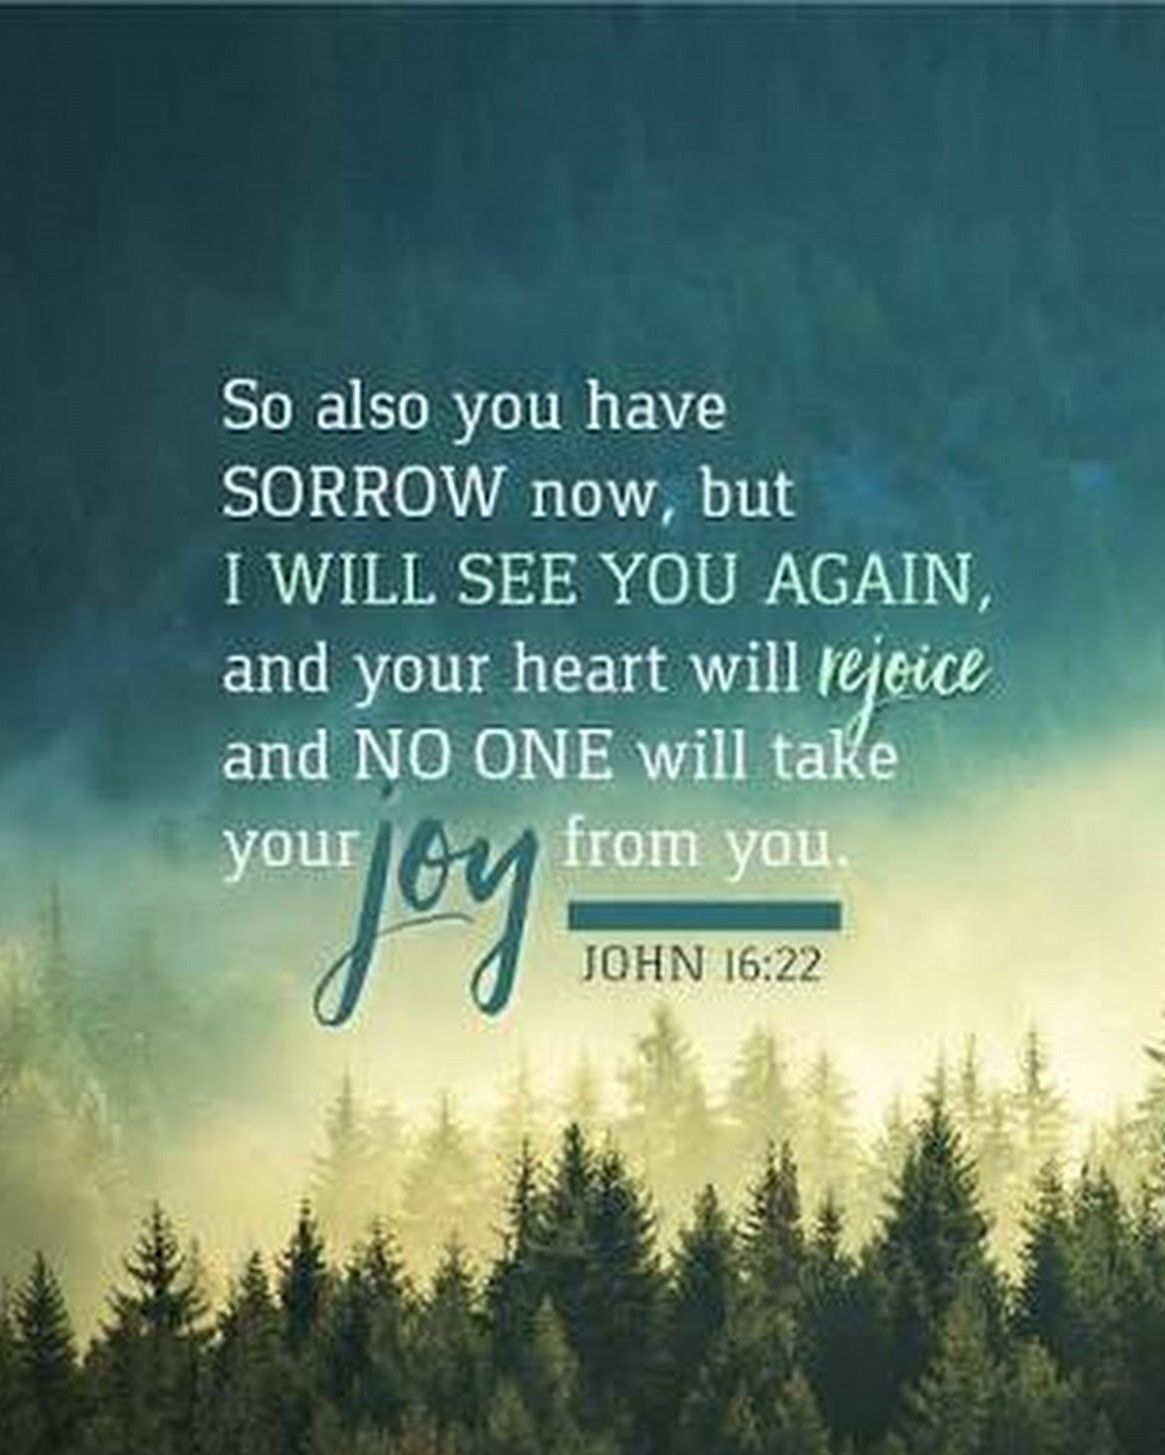 So also you have
SORROW now, but
I WILL SEE YOU AGAIN,
and your heart will rejoice
and NO ONE will take
your joy from you.
JOHN 16:22